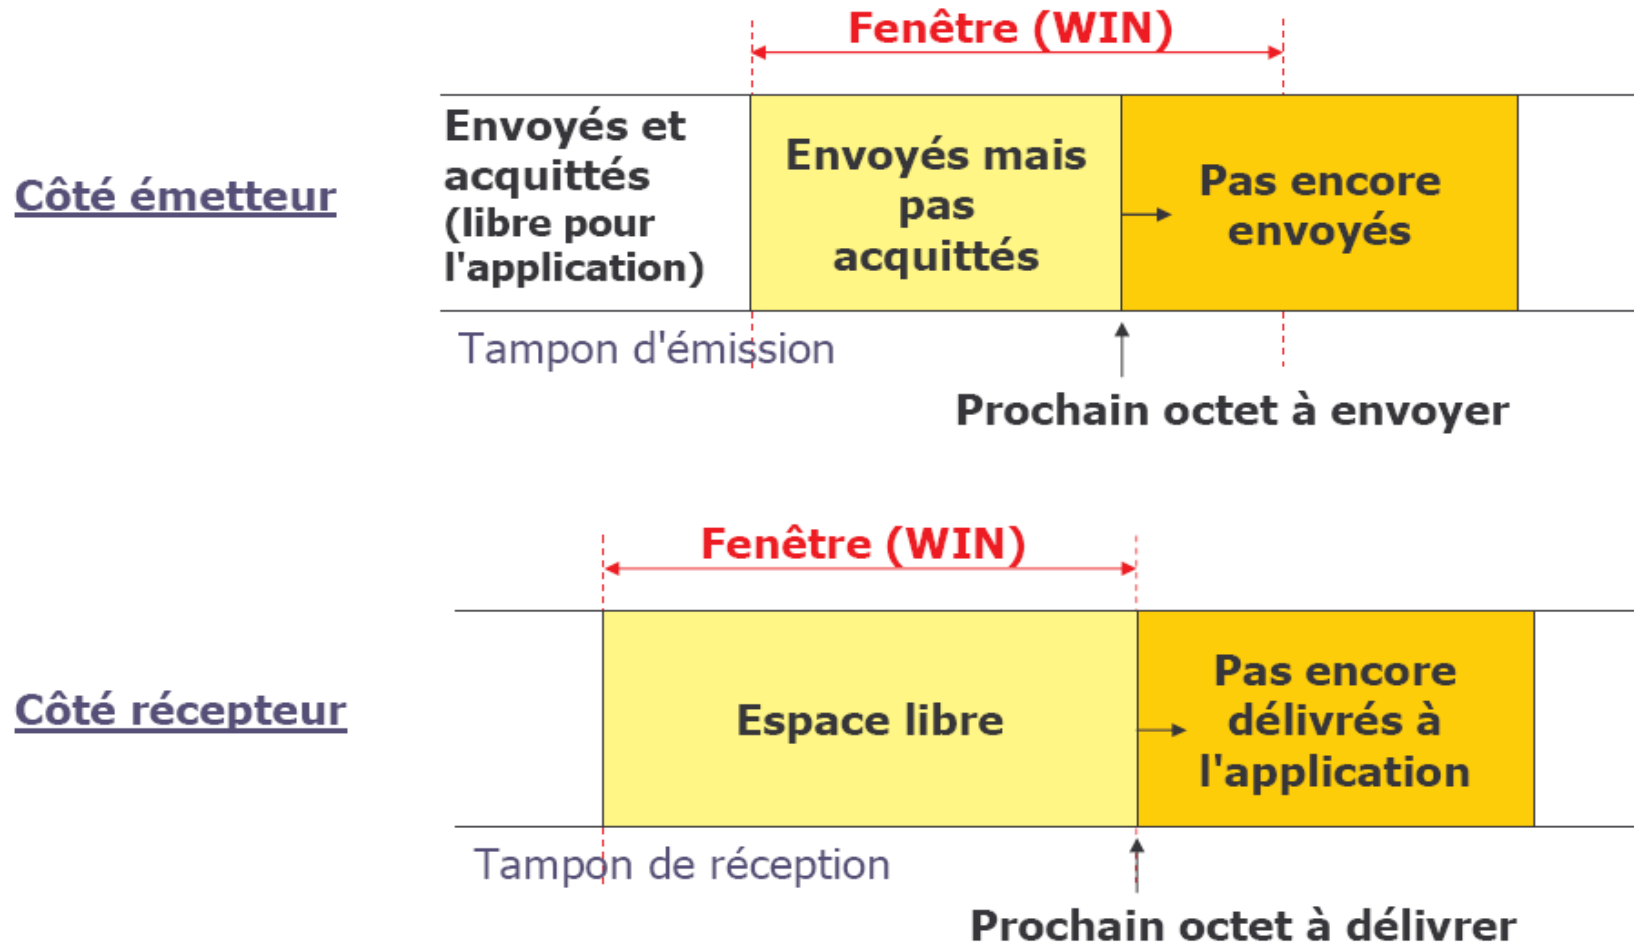 Fenêtre (WIN)
Côté émetteur
Envoyés et
acquittés
(libre pour
l'application)
Envoyés mais
pas
acquittés
Pas encore
envoyés
Tampon d'émission
Prochain octet à envoyer
Fenêtre (WIN)
Côté récepteur
Espace libre
Pas encore
délivrés à
l'application
Tampon de réception
Prochain octet à délivrer